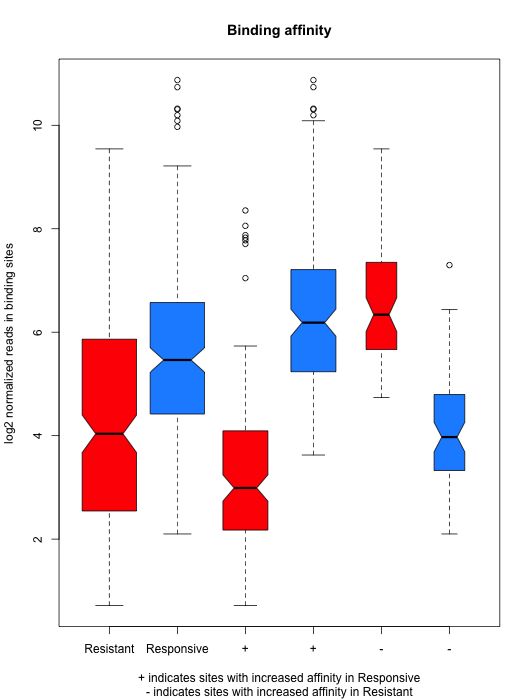 Binding affinity
log2 normalized reads in binding sites
10
8
6
4
2
Resistant Responsive + + - -
+ indicates sites with increased affinity in Responsive
- indicates sites with increased affinity in Resistant